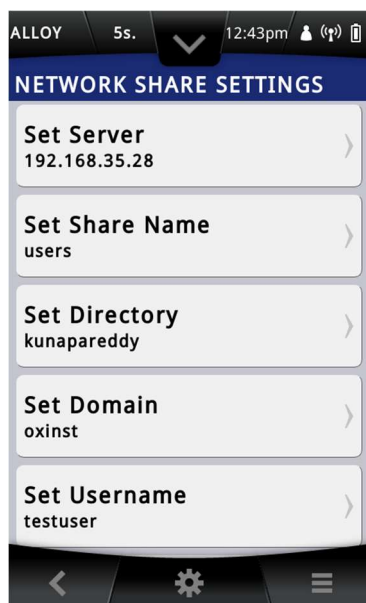 ALLOY 5s. 12:43pm
NETWORK SHARE SETTINGS
Set Server
192.168.35.28
Set Share Name
users
Set Directory
kunapareddy
Set Domain
oxinst
Set Username
testuser